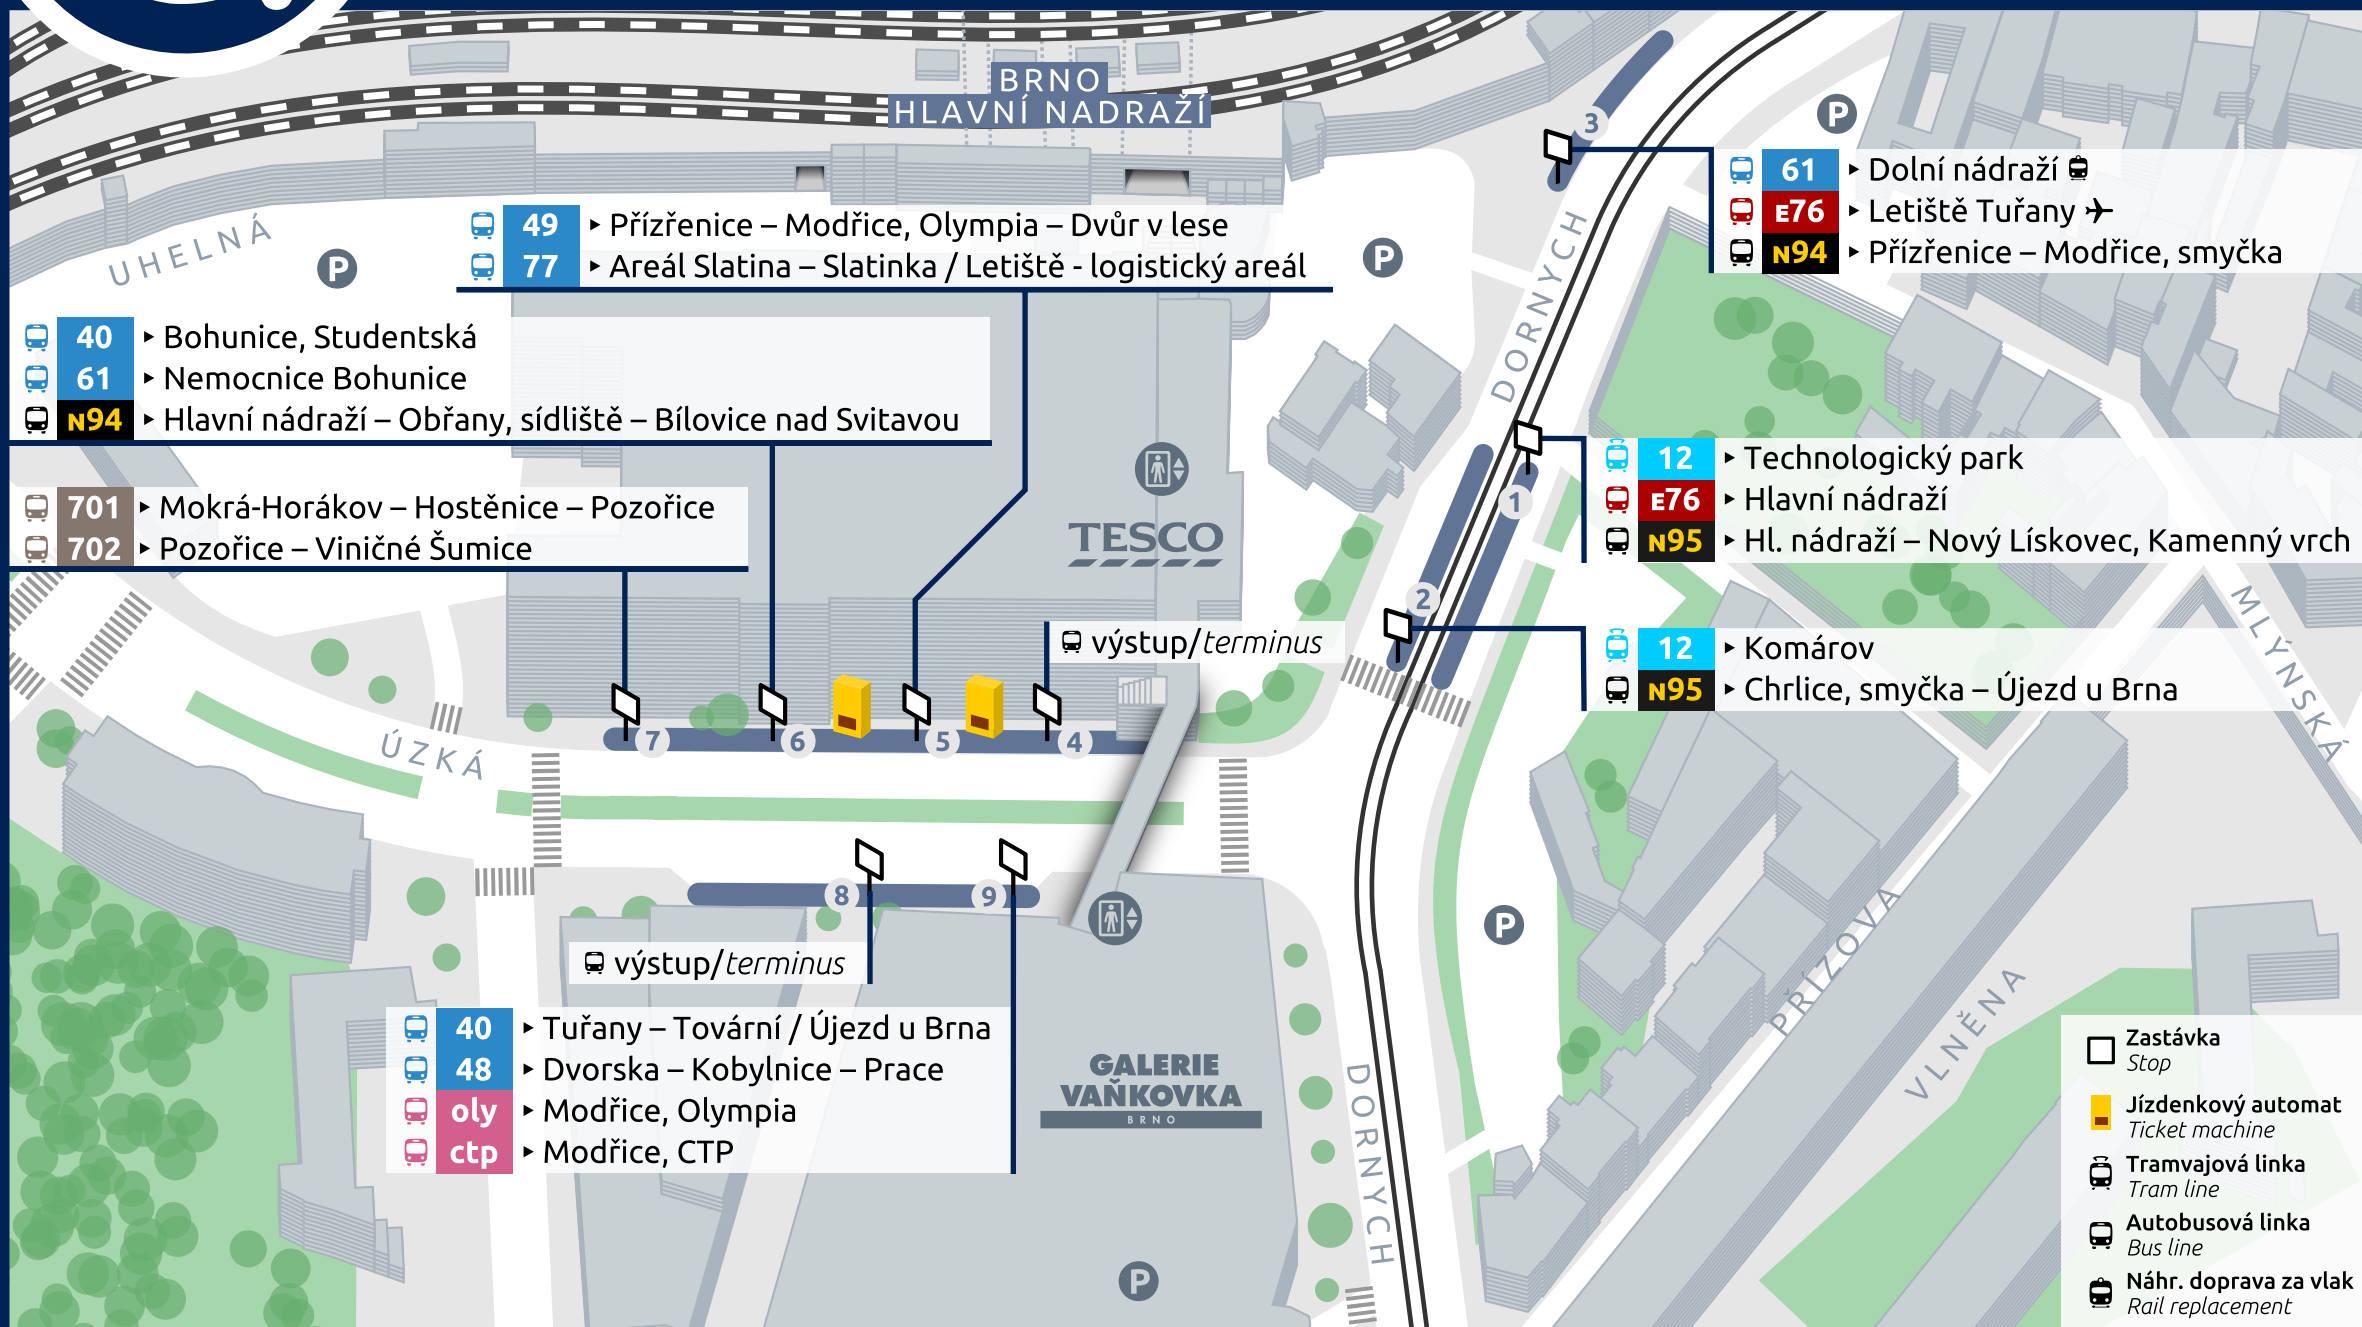 BRNO
HLAVNÍ NADRAŽÍ
3
P
61 ▸ Dolní nádraží
E76 ▸ Letiště Tuřany
N94 ▸ Přízřenice – Modřice, smyčka
UHELNÁ
P
49 ▸ Přízřenice – Modřice, Olympia – Dvůr v lese
77 ▸ Areál Slatina – Slatinka / Letiště - logistický areál
P
DORNYCH
40 ▸ Bohunice, Studentská
61 ▸ Nemocnice Bohunice
N94 ▸ Hlavní nádraží – Obřany, sídliště – Bílovice nad Svitavou
701 ▸ Mokrá-Horákov – Hostěnice – Pozořice
702 ▸ Pozořice – Viničné Šumice
TESCO
1
12 ▸ Technologický park
E76 ▸ Hlavní nádraží
N95 ▸ Hl. nádraží – Nový Lískovec, Kamenný vrch
2
12 ▸ Komárov
N95 ▸ Chrlice, smyčka – Újezd u Brna
MLÝNSKÁ
výstup/terminus
7
6
5
4
ÚZKÁ
8
9
výstup/terminus
40 ▸ Tuřany – Tovární / Újezd u Brna
48 ▸ Dvorska – Kobylnice – Prace
oly ▸ Modřice, Olympia
ctp ▸ Modřice, CTP
GALERIE
VAŇKOVKA
BRNO
P
P
DORNYCH
PŘÍZOVA
VLNĚNA
Zastávka
Stop
Jízdenkový automat
Ticket machine
Tramvajová linka
Tram line
Autobusová linka
Bus line
Náhr. doprava za vlak
Rail replacement